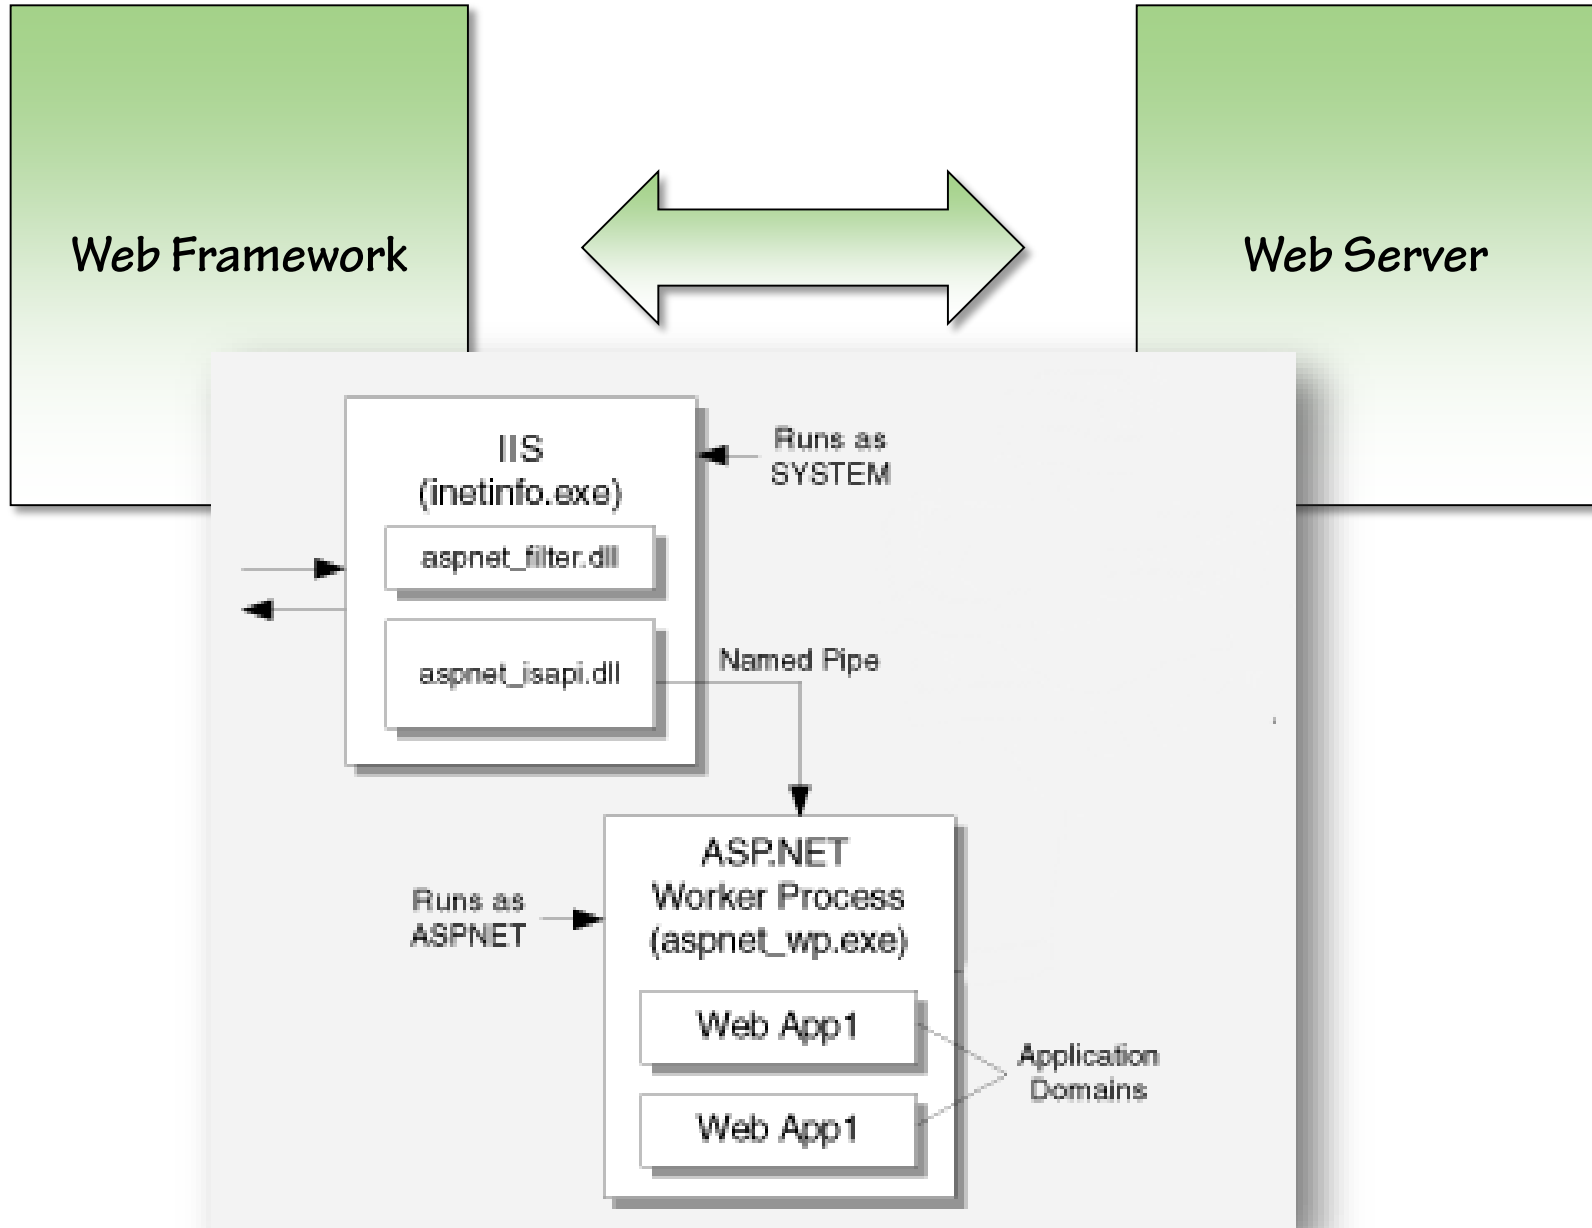 Web Framework
Web Server
IIS
(inetinfo.exe)
Runs as
SYSTEM
aspnet_filter.dll
aspnet_isapi.dll
Named Pipe
ASP.NET
Worker Process
(aspnet_wp.exe)
Runs as
ASPNET
Web App1
Application
Domains
Web App1